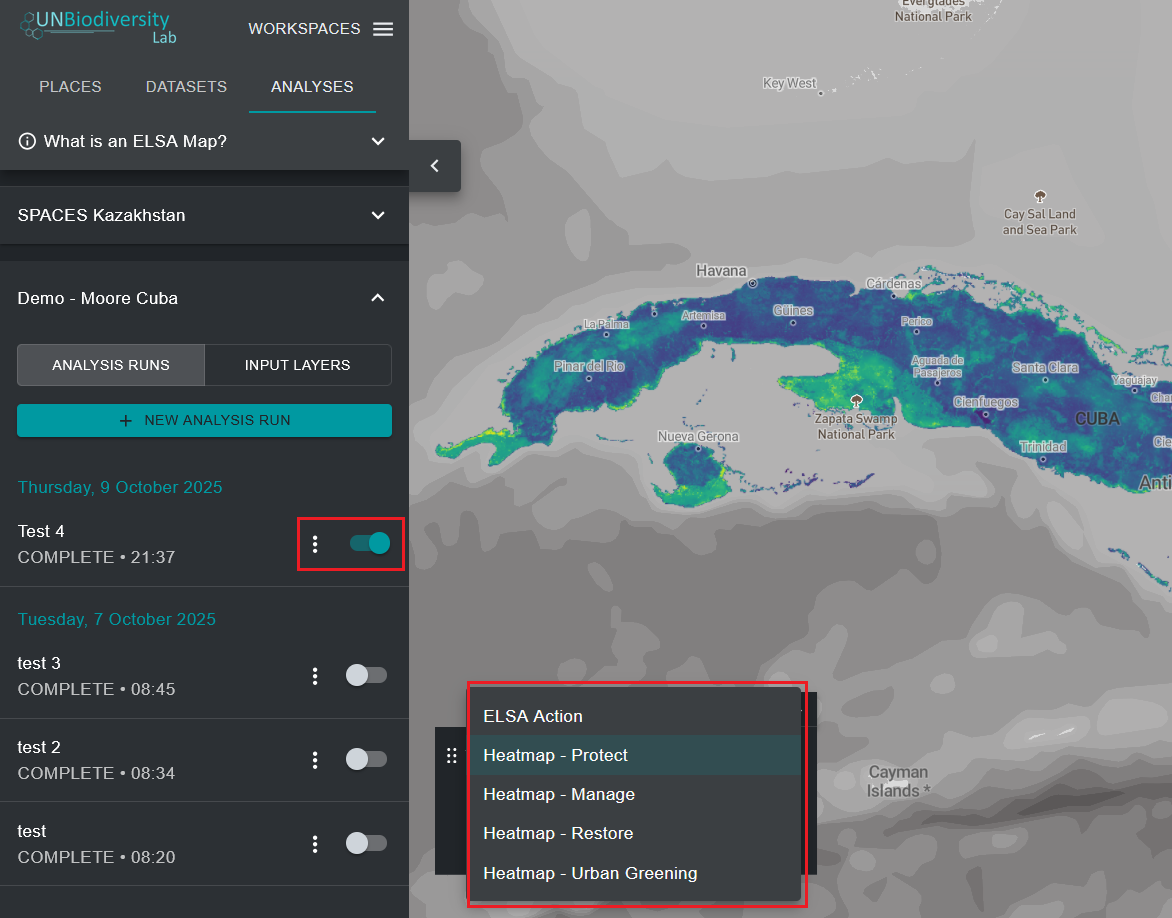 UNBiodiversity
Lab
WORKSPACES
PLACES
DATASETS
ANALYSES
What is an ELSA Map?
SPACES Kazakhstan
Demo - Moore Cuba
ANALYSIS RUNS
INPUT LAYERS
+ NEW ANALYSIS RUN
Thursday, 9 October 2025
Test 4
COMPLETE • 21:37
Tuesday, 7 October 2025
test 3
COMPLETE • 08:45
test 2
COMPLETE • 08:34
test
COMPLETE • 08:20
Everglades
National Park
Key West
Cay Sal Land
and Sea Park
Havana
Cárdenas
La Palma
Artemisa
Güines
Perico
Pinar del Rio
Aguada de
Pasajeros
Santa Clara
Yaguajay
Cienfuegos
CUBA
Zapata Swamp
National Park
Nueva Gerona
Trinidad
Cie
Anti
Cayman
Islands *
ELSA Action
Heatmap - Protect
Heatmap - Manage
Heatmap - Restore
Heatmap - Urban Greening